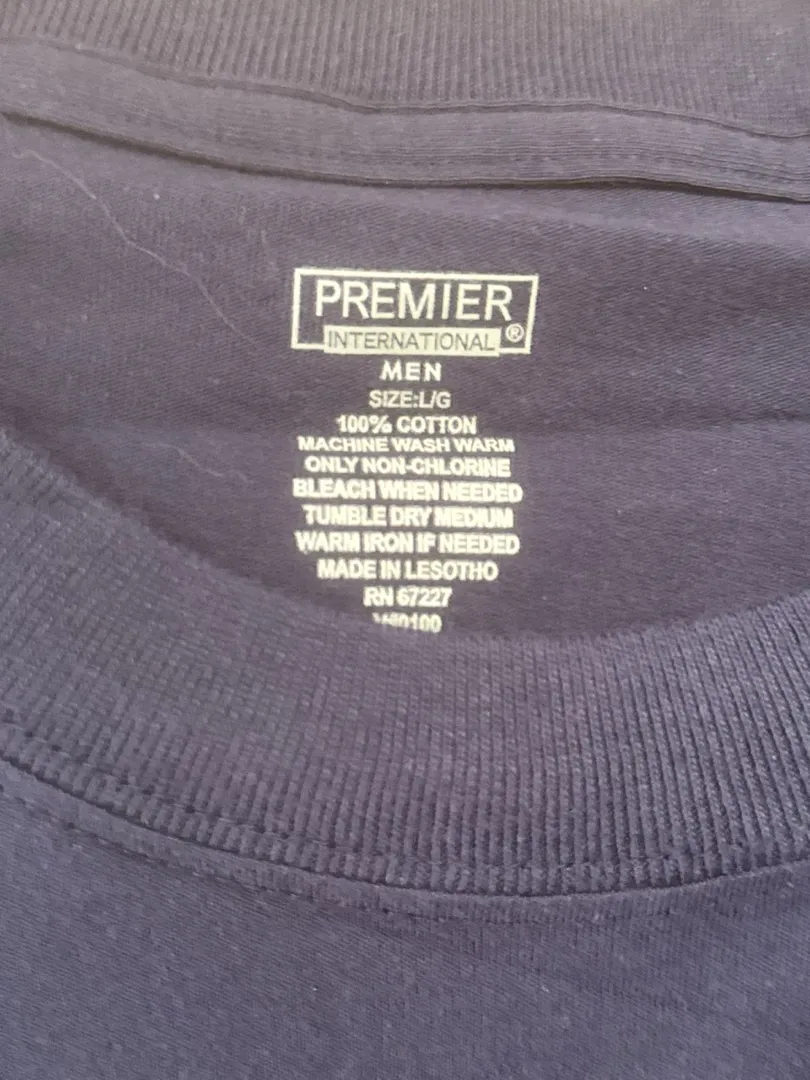 PREMIER
INTERNATIONAL®
MEN
SIZE:L/G
100% COTTON
MACHINE WASH WARM
ONLY NON-CHLORINE
BLEACH WHEN NEEDED
TUMBLE DRY MEDIUM
WARM IRON IF NEEDED
MADE IN LESOTHO
RN 67227